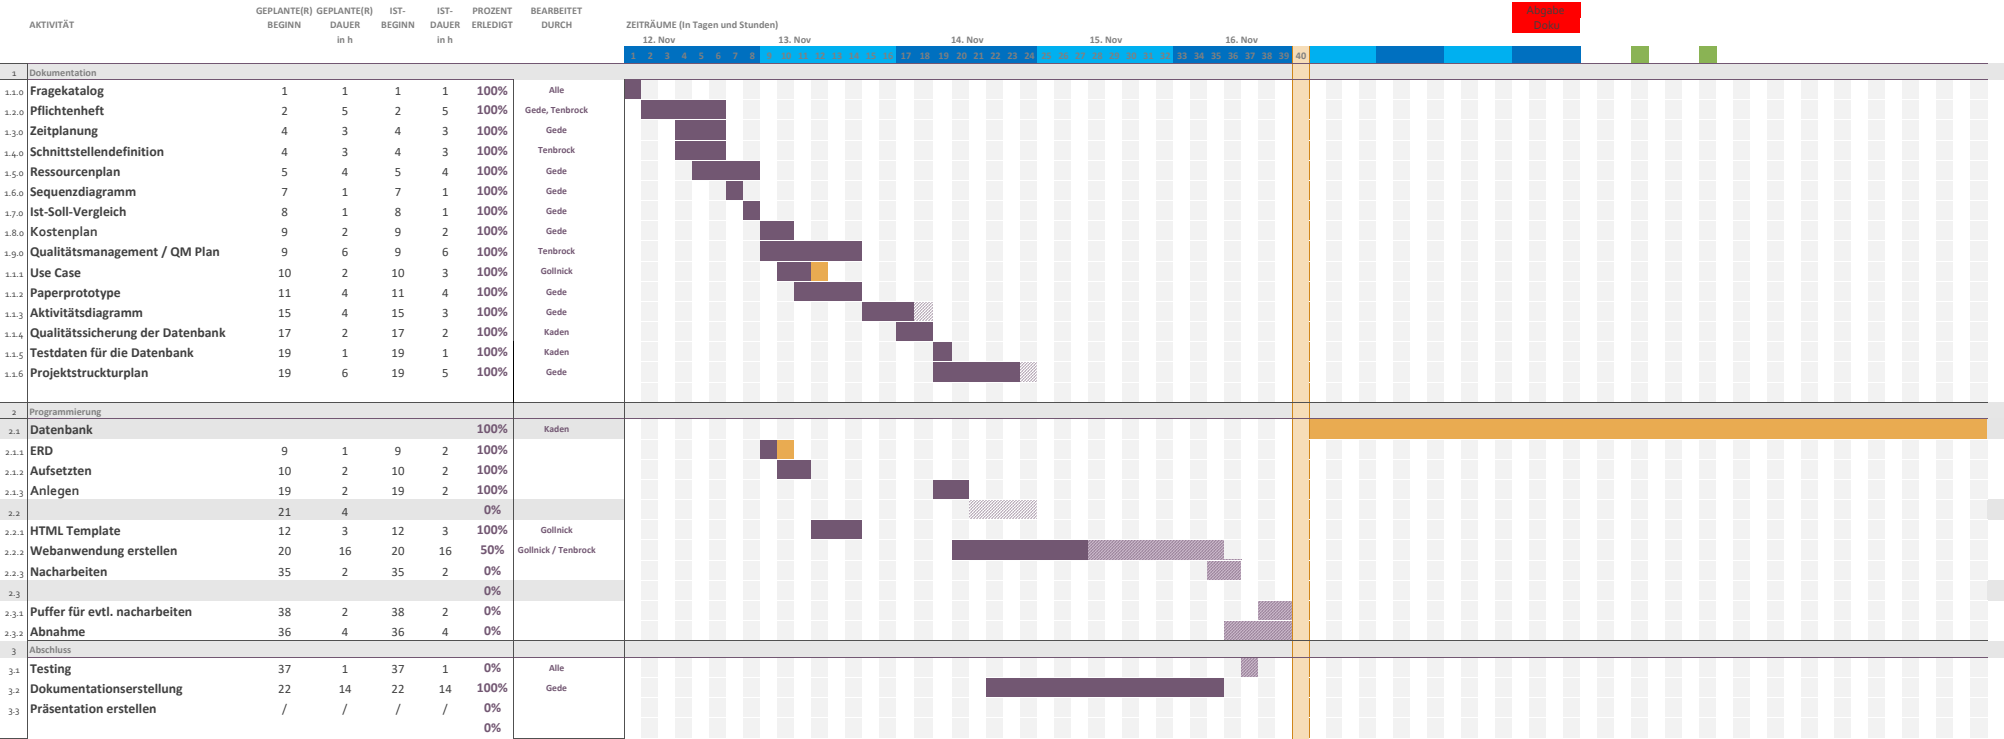 Abgabe
Doku
GEPLANTE(R) GEPLANTE(R) IST- IST- PROZENT BEARBEITET
AKTIVITÄT BEGINN DAUER BEGINN DAUER ERLEDIGT DURCH ZEITRÄUME (In Tagen und Stunden)
in h in h 12. Nov 13. Nov 14. Nov 15. Nov 16. Nov
1 2 3 4 5 6 7 8 9 10 11 12 13 14 15 16 17 18 19 20 21 22 23 24 25 26 27 28 29 30 31 32 33 34 35 36 37 38 39 40
1 Dokumentation
1.1.0 Fragekatalog 1 1 1 1 100% Alle
1.2.0 Pflichtenheft 2 5 2 5 100% Gede, Tenbrock
1.3.0 Zeitplanung 4 3 4 3 100% Gede
1.4.0 Schnittstellendefinition 4 3 4 3 100% Tenbrock
1.5.0 Ressourcenplan 5 4 5 4 100% Gede
1.6.0 Sequenzdiagramm 7 1 7 1 100% Gede
1.7.0 Ist-Soll-Vergleich 8 1 8 1 100% Gede
1.8.0 Kostenplan 9 2 9 2 100% Gede
1.9.0 Qualitätsmanagement / QM Plan 9 6 9 6 100% Tenbrock
1.1.1 Use Case 10 2 10 3 100% Gollnick
1.1.2 Paperprototype 11 4 11 4 100% Gede
1.1.3 Aktivitätsdiagramm 15 4 15 3 100% Gede
1.1.4 Qualitätssicherung der Datenbank 17 2 17 2 100% Kaden
1.1.5 Testdaten für die Datenbank 19 1 19 1 100% Kaden
1.1.6 Projektstruckturplan 19 6 19 5 100% Gede
2 Programmierung
2.1 Datenbank 100% Kaden
2.1.1 ERD 9 1 9 2 100%
2.1.2 Aufsetzten 10 2 10 2 100%
2.1.3 Anlegen 19 2 19 2 100%
2.2 21 4 0%
2.2.1 HTML Template 12 3 12 3 100% Gollnick
2.2.2 Webanwendung erstellen 20 16 20 16 50% Gollnick / Tenbrock
2.2.3 Nacharbeiten 35 2 35 2 0%
2.3 0%
2.3.1 Puffer für evtl. nacharbeiten 38 2 38 2 0%
2.3.2 Abnahme 36 4 36 4 0%
3 Abschluss
3.1 Testing 37 1 37 1 0% Alle
3.2 Dokumentationserstellung 22 14 22 14 100% Gede
3.3 Präsentation erstellen / / / / 0%
0%